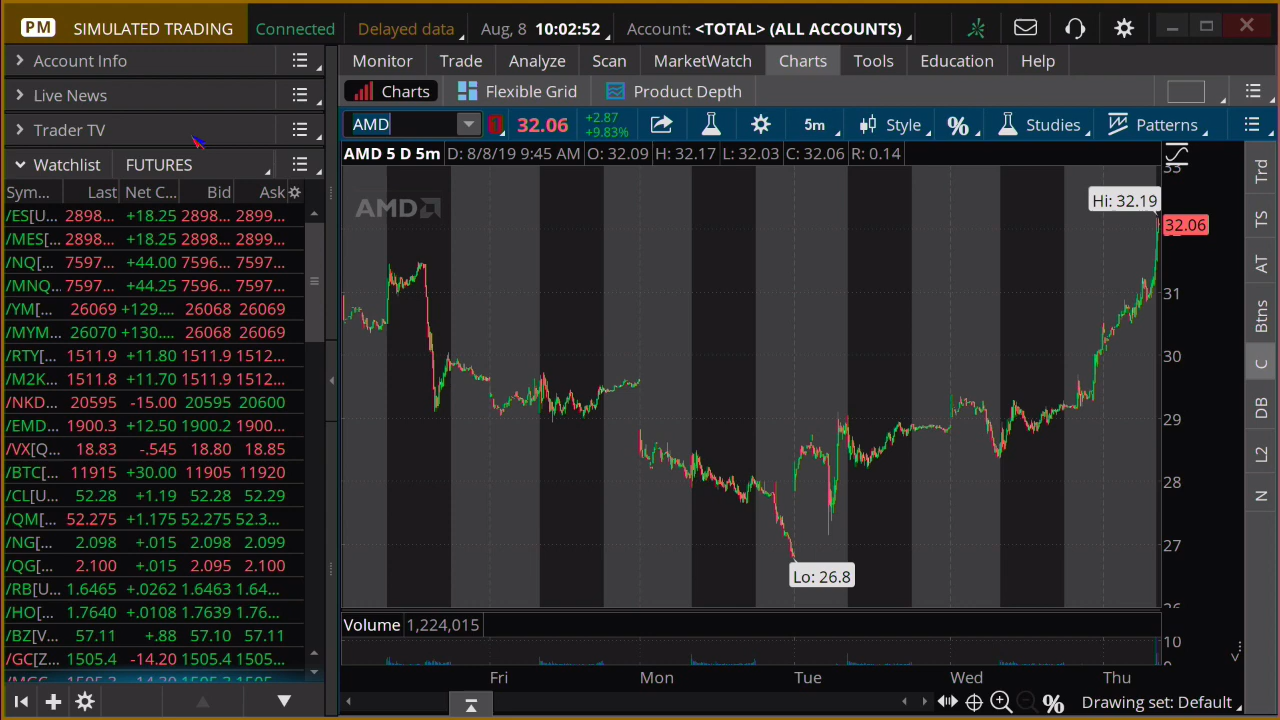 PM SIMULATED TRADING Connected Delayed data Aug, 8 10:02:52 Account: <TOTAL> (ALL ACCOUNTS)
Account Info
Live News
Trader TV
Watchlist FUTURES
Sym... Last Net C... Bid Ask
/ES[U... 2898... +18.25 2898... 2899...
/MES[... 2898... +18.25 2898... 2899...
/NQ[... 7597... +44.00 7596... 7597...
/MNQ... 7597... +44.25 7596... 7597...
/YM[... 26069 +129.... 26068 26069
/MYM... 26070 +130.... 26068 26069
/RTY[... 1511.9 +11.80 1511.9 1512...
/M2K... 1511.8 +11.70 1511.9 1512...
/NKD... 20595 -15.00 20595 20600
/EMD... 1900.3 +12.50 1900.2 1900...
/VX[Q... 18.83 -.545 18.80 18.85
/BTC[... 11915 +30.00 11915 11920
/CL[U... 52.28 +1.19 52.28 52.29
/QM[... 52.275 +1.175 52.275 52.3...
/NG[... 2.098 +.015 2.098 2.099
/QG[... 2.100 +.015 2.095 2.100
/RB[U... 1.6465 +.0262 1.6463 1.64...
/HO[... 1.7640 +.0108 1.7639 1.76...
/BZ[V... 57.11 +.88 57.10 57.11
/GC[Z... 1505.4 -14.20 1505.4 1505...
Monitor Trade Analyze Scan MarketWatch Charts Tools Education Help
Charts Flexible Grid Product Depth
AMD 1 32.06 +2.87 +9.83% 5m Style % Studies Patterns
AMD 5 D 5m D: 8/8/19 9:45 AM O: 32.09 H: 32.17 L: 32.03 C: 32.06 R: 0.14
AMD
Hi: 32.19
32.06
31
30
29
28
27
Lo: 26.8
Volume 1,224,015
10
Fri Mon Tue Wed Thu
% Drawing set: Default
Trd
TS
AT
Btns
C
DB
L2
N